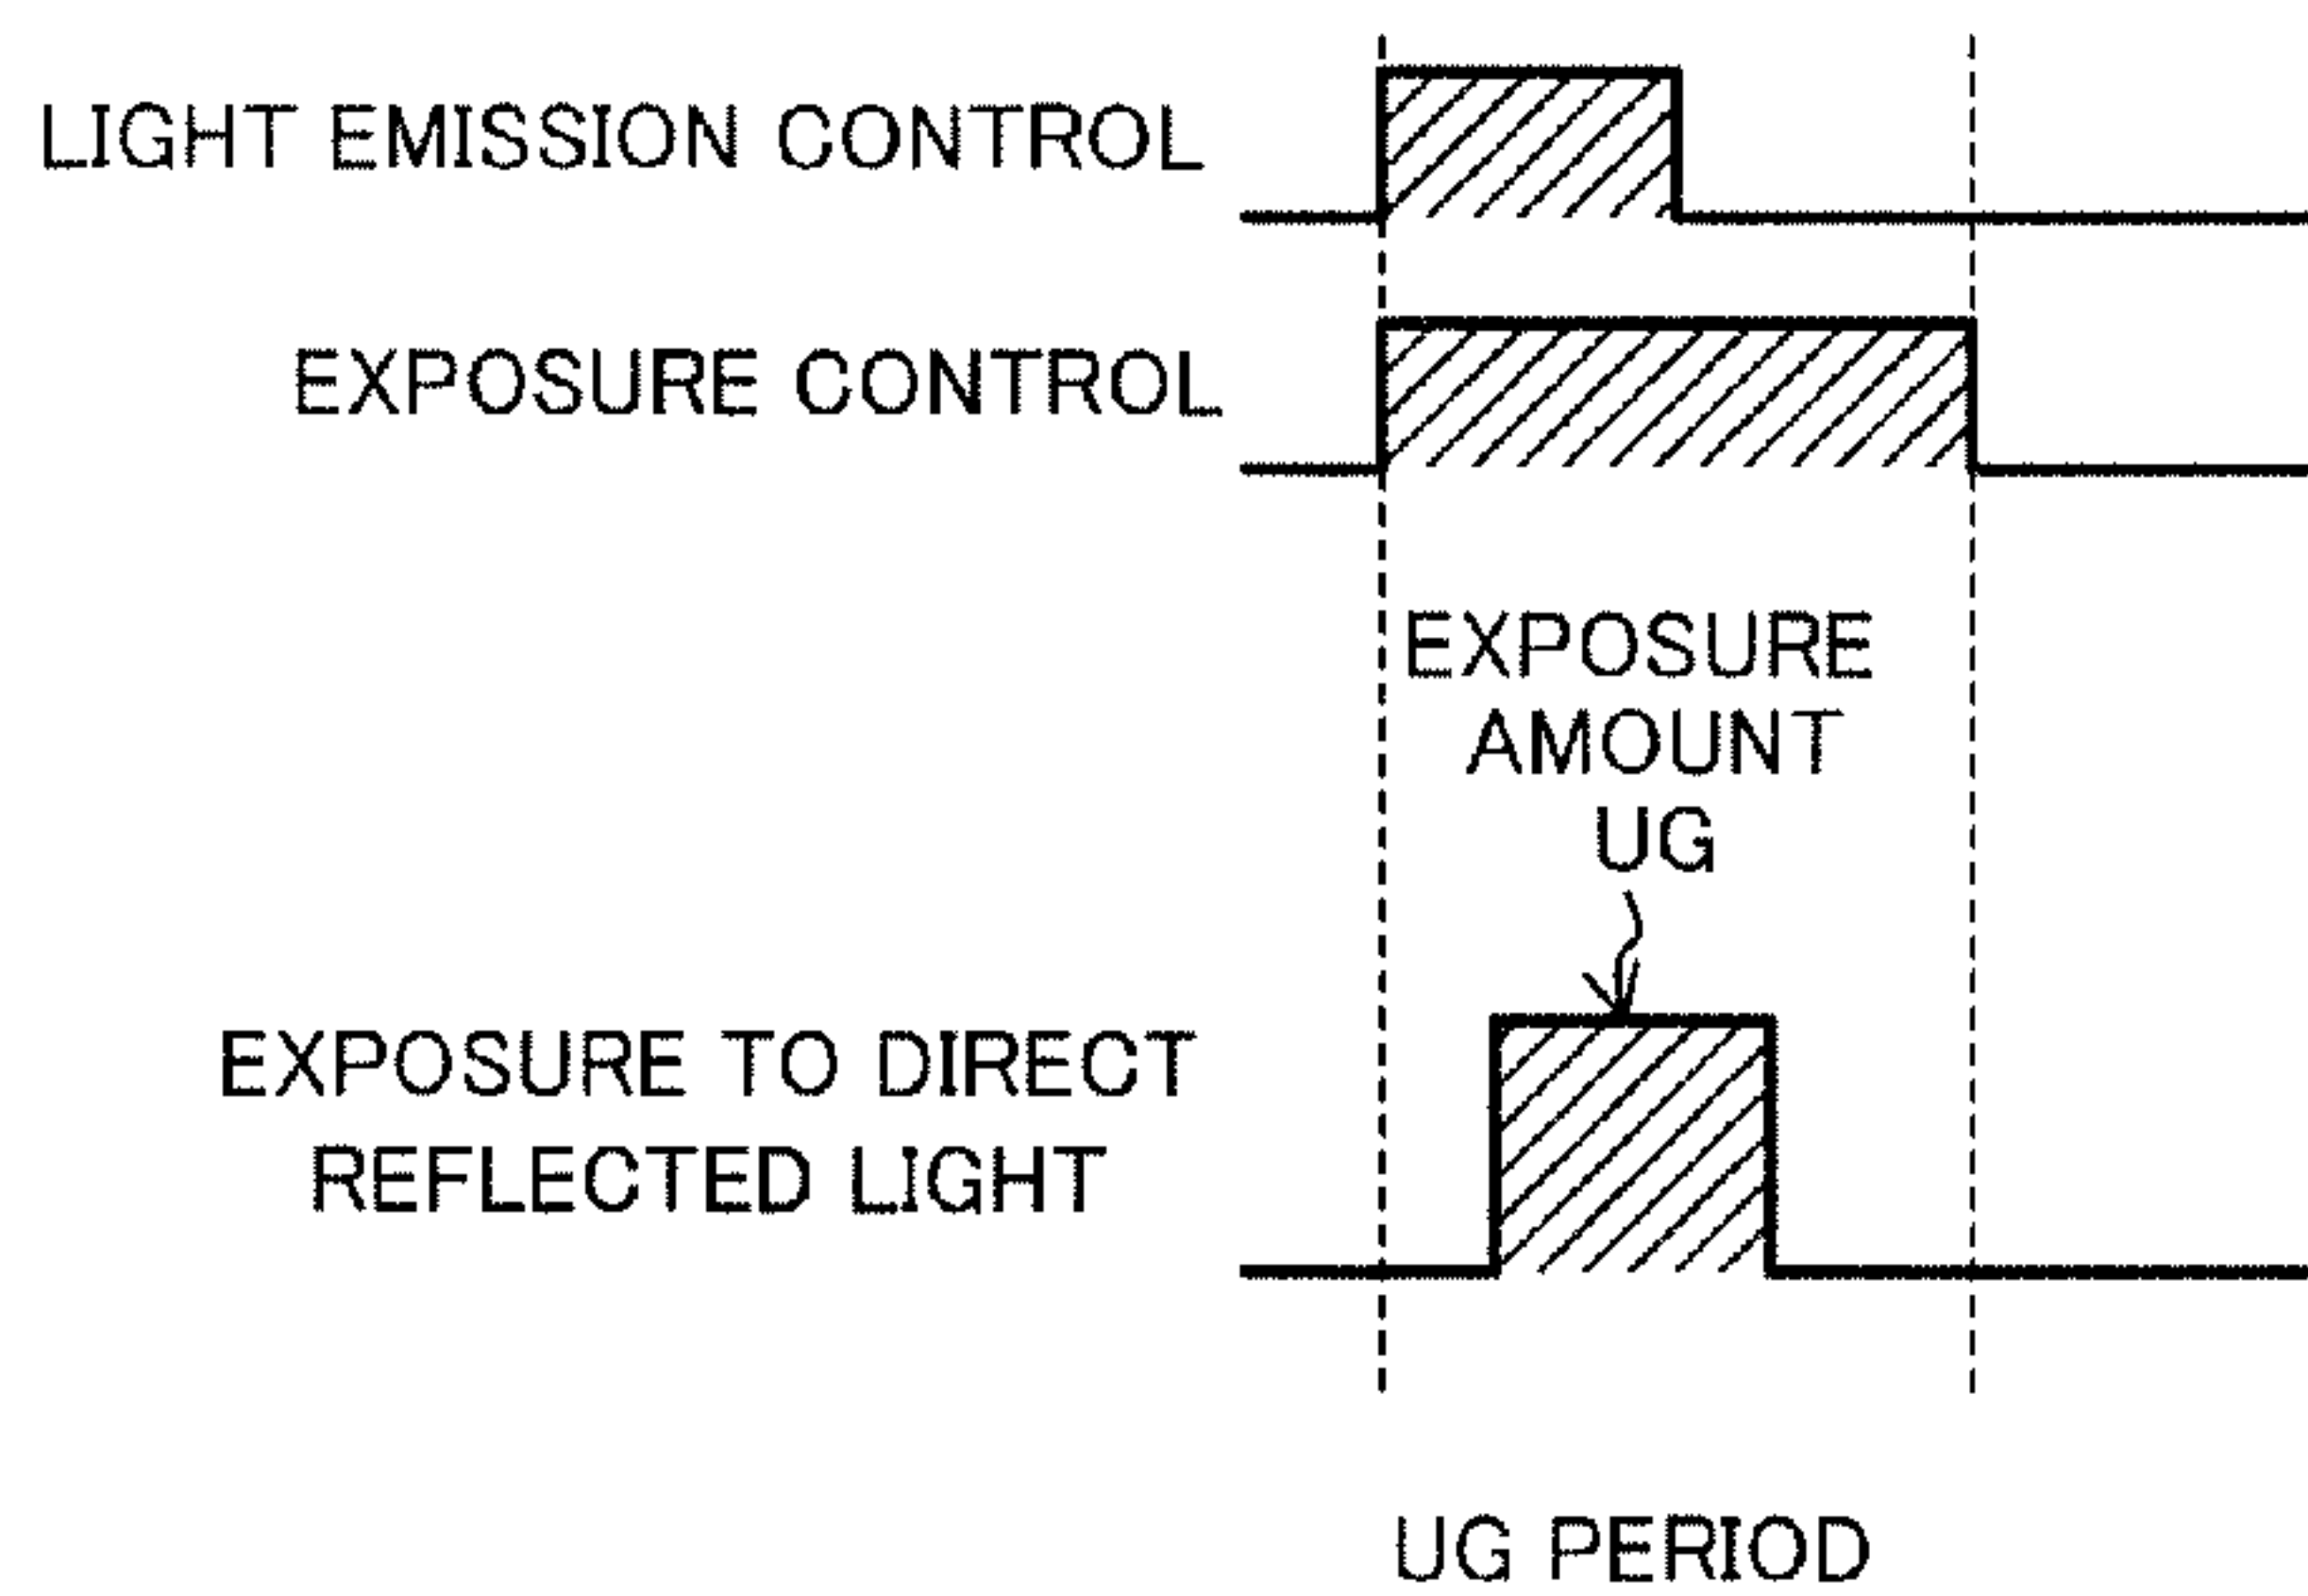 LIGHT EMISSION CONTROL
EXPOSURE CONTROL
EXPOSURE
AMOUNT
UG
EXPOSURE TO DIRECT
REFLECTED LIGHT
UG PERIOD